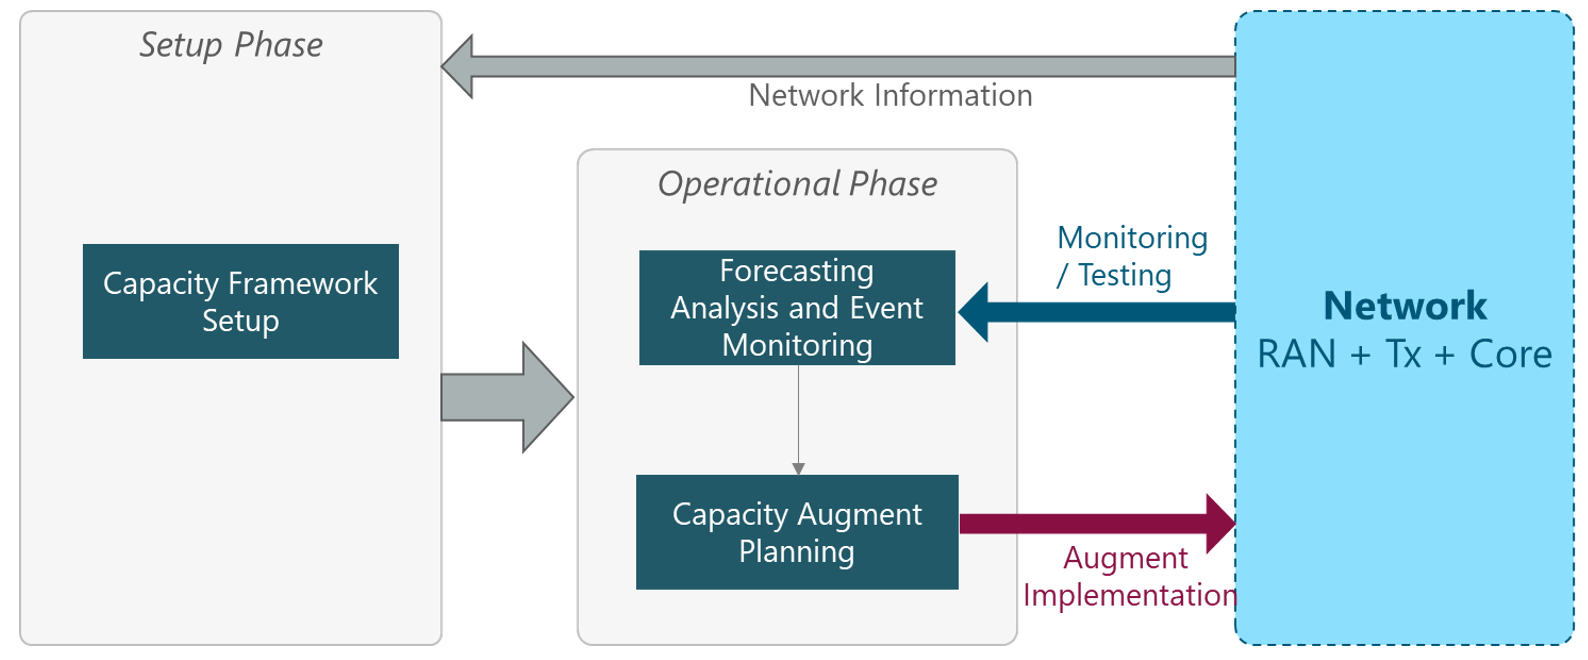 Setup Phase
Network Information
Operational Phase
Capacity Framework
Setup
Forecasting
Analysis and Event
Monitoring
Monitoring
/ Testing
Network
RAN + Tx + Core
Capacity Augment
Planning
Augment
Implementation